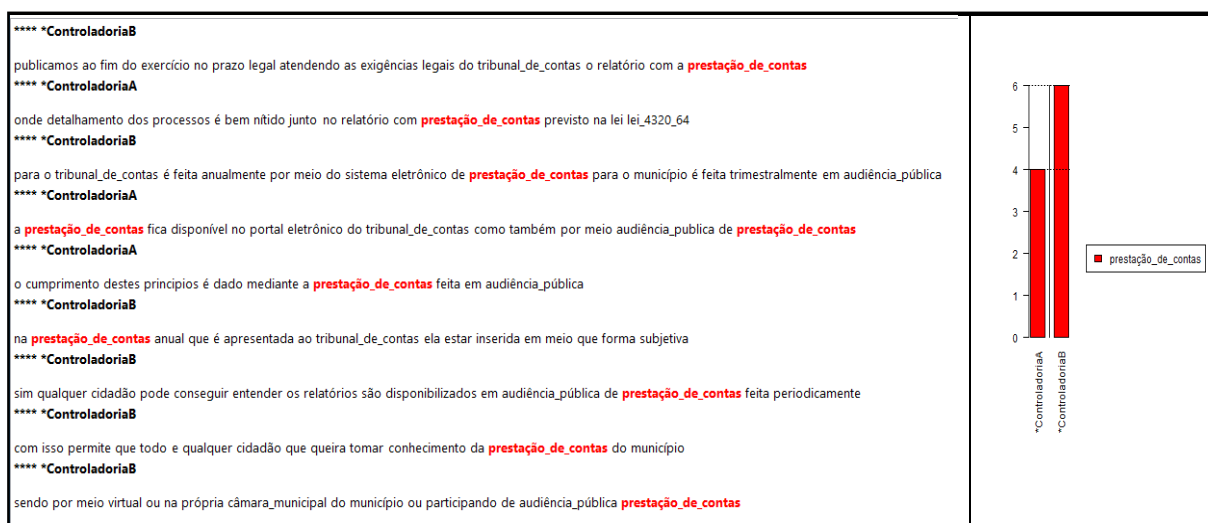 **** *ControladoriaB
publicamos ao fim do exercício no prazo legal atendendo as exigências legais do tribunal_de_contas o relatório com a prestação_de_contas
**** *ControladoriaA
onde detalhamento dos processos é bem nítido junto no relatório com prestação_de_contas previsto na lei lei_4320_64
**** *ControladoriaB
para o tribunal_de_contas é feita anualmente por meio do sistema eletrônico de prestação_de_contas para o município é feita trimestralmente em audiência_pública
**** *ControladoriaA
a prestação_de_contas fica disponível no portal eletrônico do tribunal_de_contas como também por meio audiência_publica de prestação_de_contas
**** *ControladoriaA
o cumprimento destes principios é dado mediante a prestação_de_contas feita em audiência_pública
**** *ControladoriaB
na prestação_de_contas anual que é apresentada ao tribunal_de_contas ela estar inserida em meio que forma subjetiva
**** *ControladoriaB
sim qualquer cidadão pode conseguir entender os relatórios são disponibilizados em audiência_pública de prestação_de_contas feita periodicamente
**** *ControladoriaB
com isso permite que todo e qualquer cidadão que queira tomar conhecimento da prestação_de_contas do município
**** *ControladoriaB
sendo por meio virtual ou na própria câmara_municipal do município ou participando de audiência_pública prestação_de_contas
6
5
4
3
2
1
0
*ControladoriaA
*ControladoriaB
prestação_de_contas